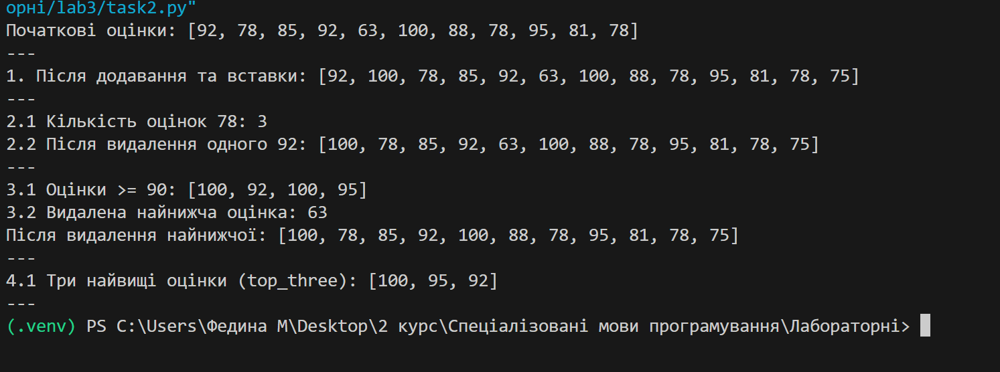 орні/lab3/task2.py"
Початкові оцінки: [92, 78, 85, 92, 63, 100, 88, 78, 95, 81, 78]
---
1. Після додавання та вставки: [92, 100, 78, 85, 92, 63, 100, 88, 78, 95, 81, 78, 75]
---
2.1 Кількість оцінок 78: 3
2.2 Після видалення одного 92: [100, 78, 85, 92, 63, 100, 88, 78, 95, 81, 78, 75]
---
3.1 Оцінки >= 90: [100, 92, 100, 95]
3.2 Видалена найнижча оцінка: 63
Після видалення найнижчої: [100, 78, 85, 92, 100, 88, 78, 95, 81, 78, 75]
---
4.1 Три найвищі оцінки (top_three): [100, 95, 92]
---
(.venv) PS C:\Users\Федина М\Desktop\2 курс\Спеціалізовані мови програмування\Лабораторні>